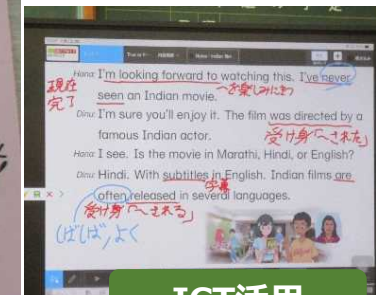 Hana: I'm looking forward to watching this. I've never
現在
完了
～を楽しみに待つ
seen an Indian movie.
Dinu: I'm sure you'll enjoy it. The film was directed by a
famous Indian actor.
受け身「～された」
Hana: I see. Is the movie in Marathi, Hindi, or English?
Dinu: Hindi. With subtitles in English. Indian films are
字幕
often released in several languages.
受け身「～される」
しばしば,よく
ICT活用